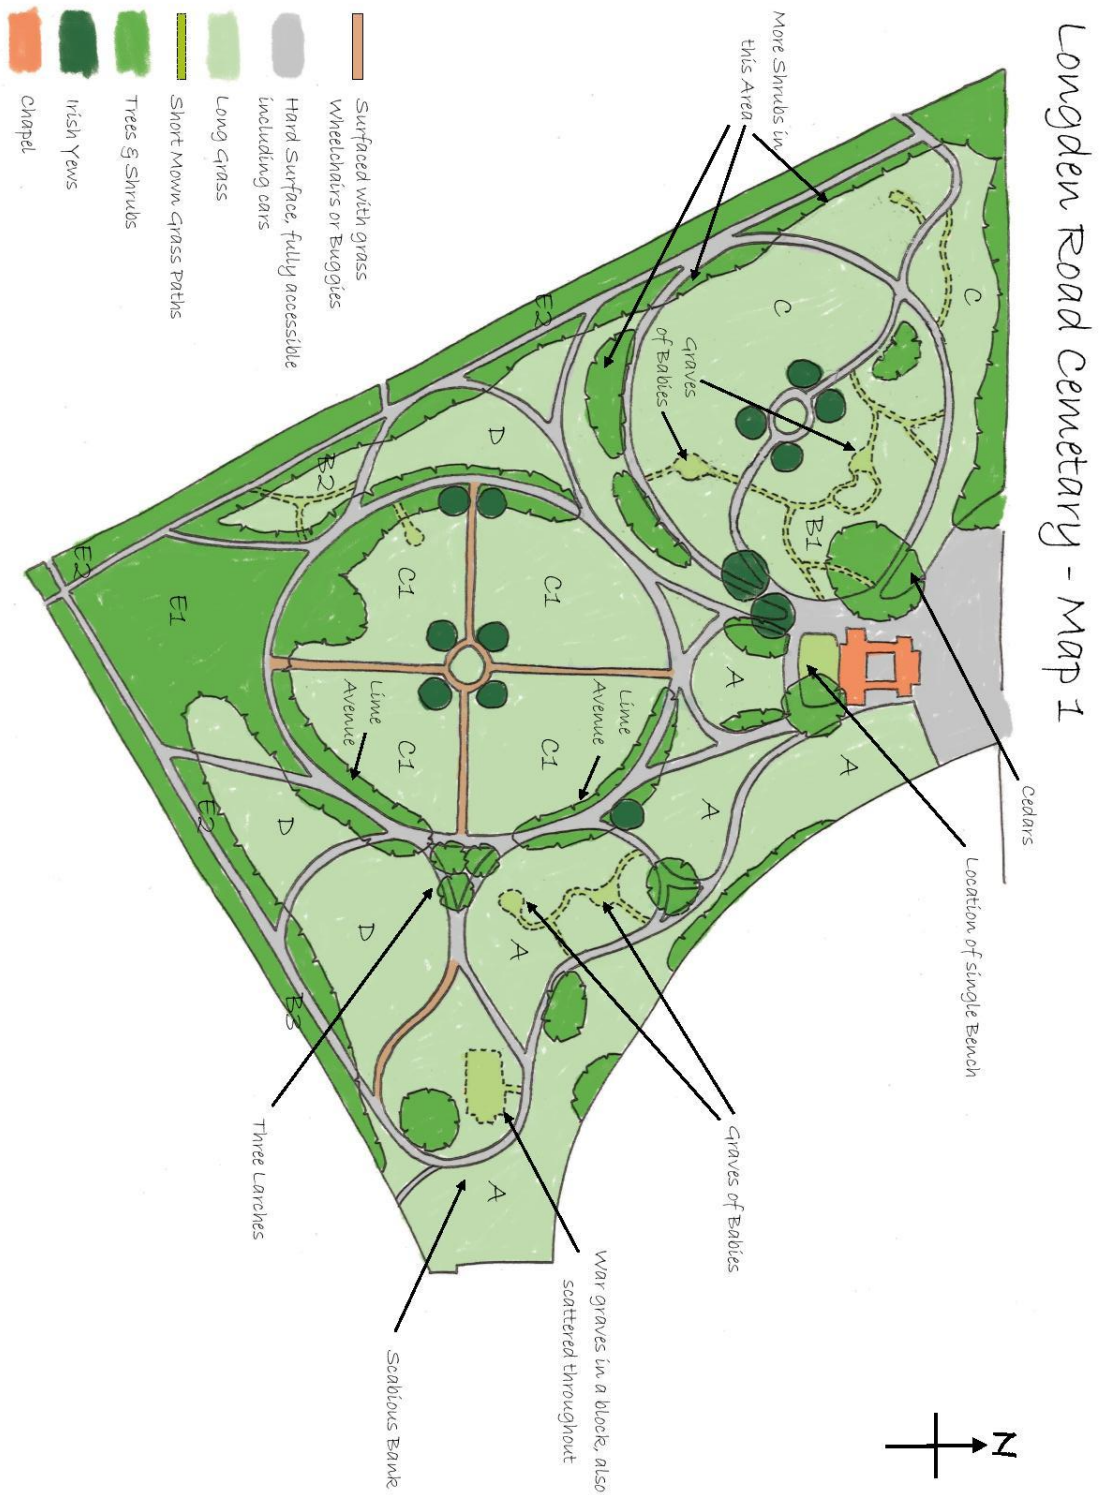 Longden Road Cemetary - Map 1
N
More Shrubs in
this Area
Graves
of Babies
Cedars
Location of single Bench
Lime
Avenue
Lime
Avenue
Graves of Babies
War graves in a block, also
scattered throughout
Scabious Bank
Three Larches
C
C
B1
A
A
A
A
A
C1
C1
C1
C1
D
D
D
B2
B3
E1
E2
E2
E2
Surfaced with grass
Wheelchairs or Buggies
Hard Surface, fully accessible
including cars
Long Grass
Short Mown Grass Paths
Trees & Shrubs
Irish Yews
Chapel